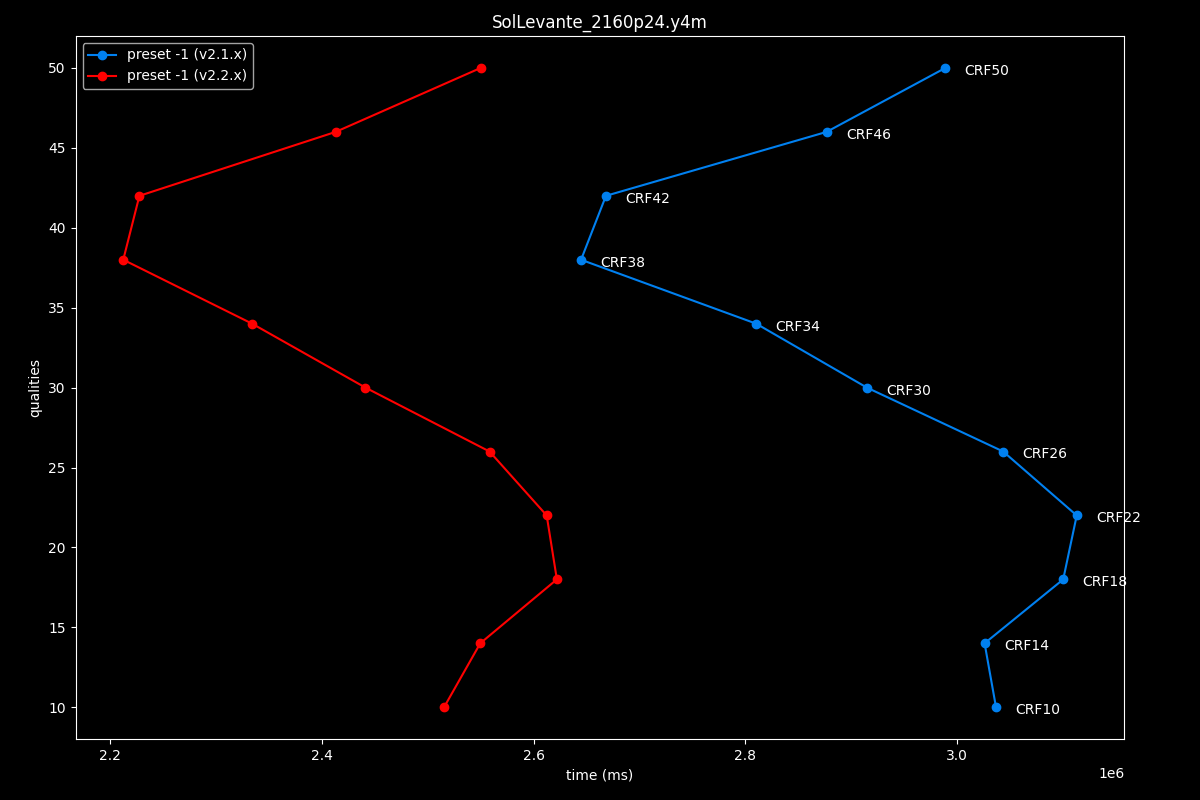 SolLevante_2160p24.y4m
preset -1 (v2.1.x)
preset -1 (v2.2.x)
50
45
40
35
30
25
20
15
10
qualities
CRF50
CRF46
CRF42
CRF38
CRF34
CRF30
CRF26
CRF22
CRF18
CRF14
CRF10
2.2 2.4 2.6 2.8 3.0
time (ms)
1e6